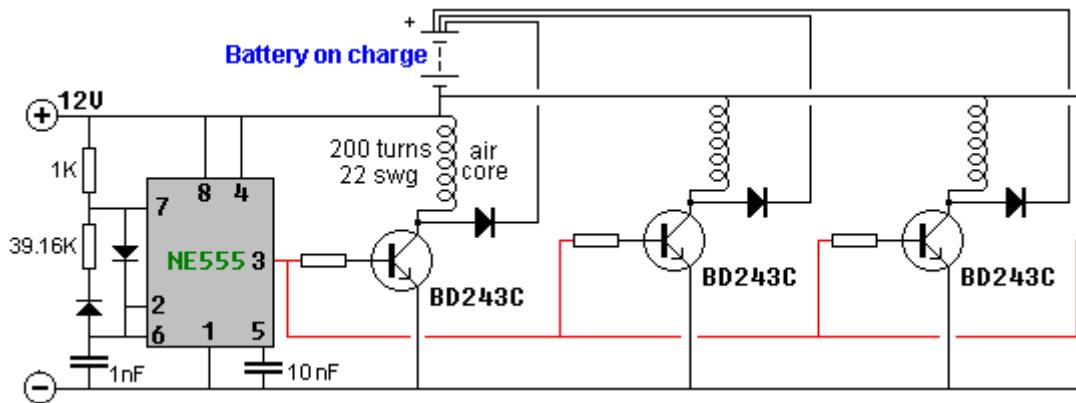 +
Battery on charge
+ 12V
1K
200 turns
22 swg
air
core
8 4
7
39.16K
NE555 3
2
6 1 5
BD243C
BD243C
BD243C
1nF
10nF
−